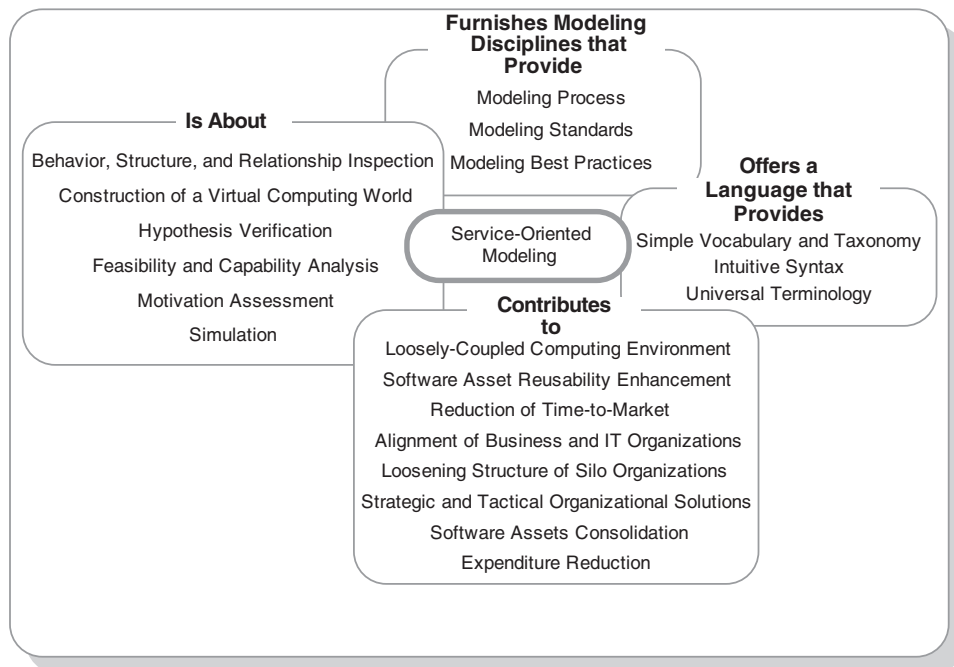 Furnishes Modeling
Disciplines that
Provide
Modeling Process
Modeling Standards
Modeling Best Practices
Is About
Behavior, Structure, and Relationship Inspection
Construction of a Virtual Computing World
Hypothesis Verification
Feasibility and Capability Analysis
Motivation Assessment
Simulation
Service-Oriented
Modeling
Offers a
Language that
Provides
Simple Vocabulary and Taxonomy
Intuitive Syntax
Universal Terminology
Contributes
to
Loosely-Coupled Computing Environment
Software Asset Reusability Enhancement
Reduction of Time-to-Market
Alignment of Business and IT Organizations
Loosening Structure of Silo Organizations
Strategic and Tactical Organizational Solutions
Software Assets Consolidation
Expenditure Reduction